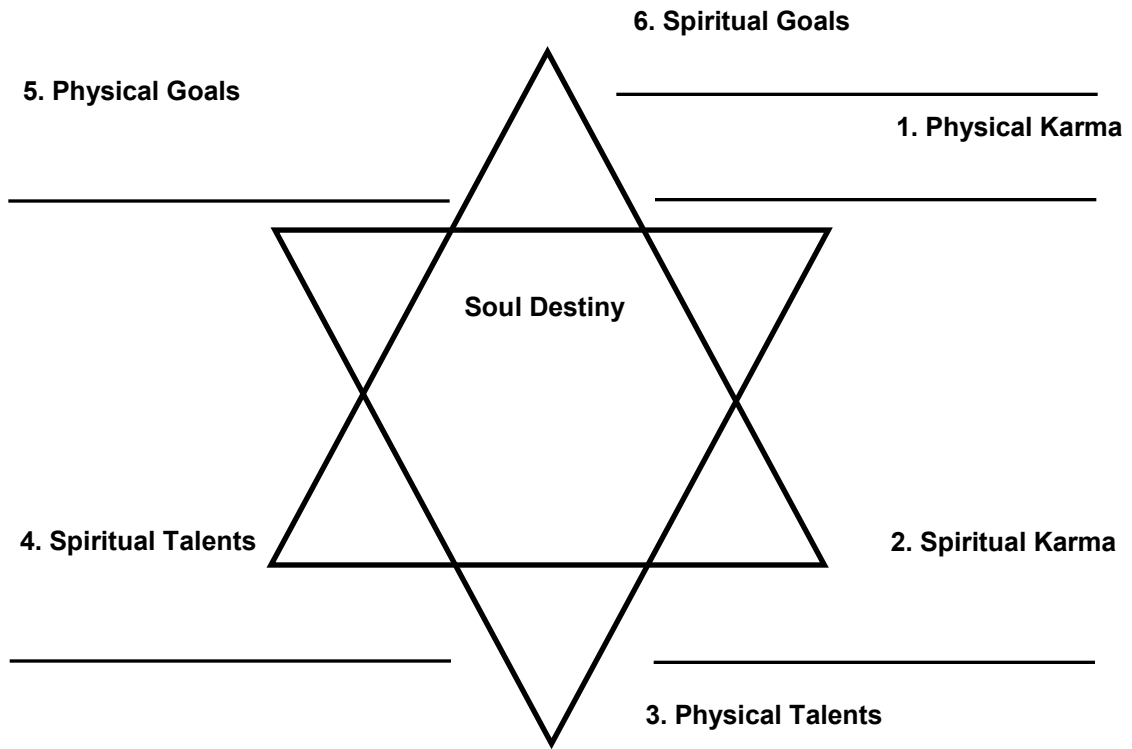 6. Spiritual Goals
5. Physical Goals
1. Physical Karma
Soul Destiny
4. Spiritual Talents
2. Spiritual Karma
3. Physical Talents